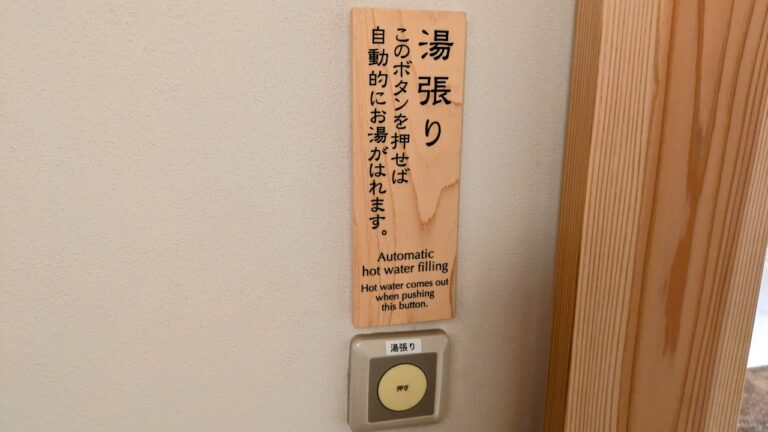 湯張り
このボタンを押せば
自動的にお湯がはれます。
Automatic
hot water filling
Hot water comes out
when pushing
this button.
湯張り
押す